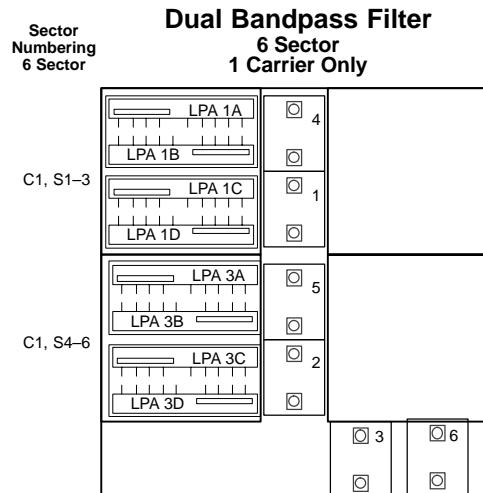 Dual Bandpass Filter
6 Sector
1 Carrier Only
Sector
Numbering
6 Sector
C1, S1–3
LPA 1A
LPA 1B
4
LPA 1C
LPA 1D
1
C1, S4–6
LPA 3A
LPA 3B
5
LPA 3C
LPA 3D
2
3
6